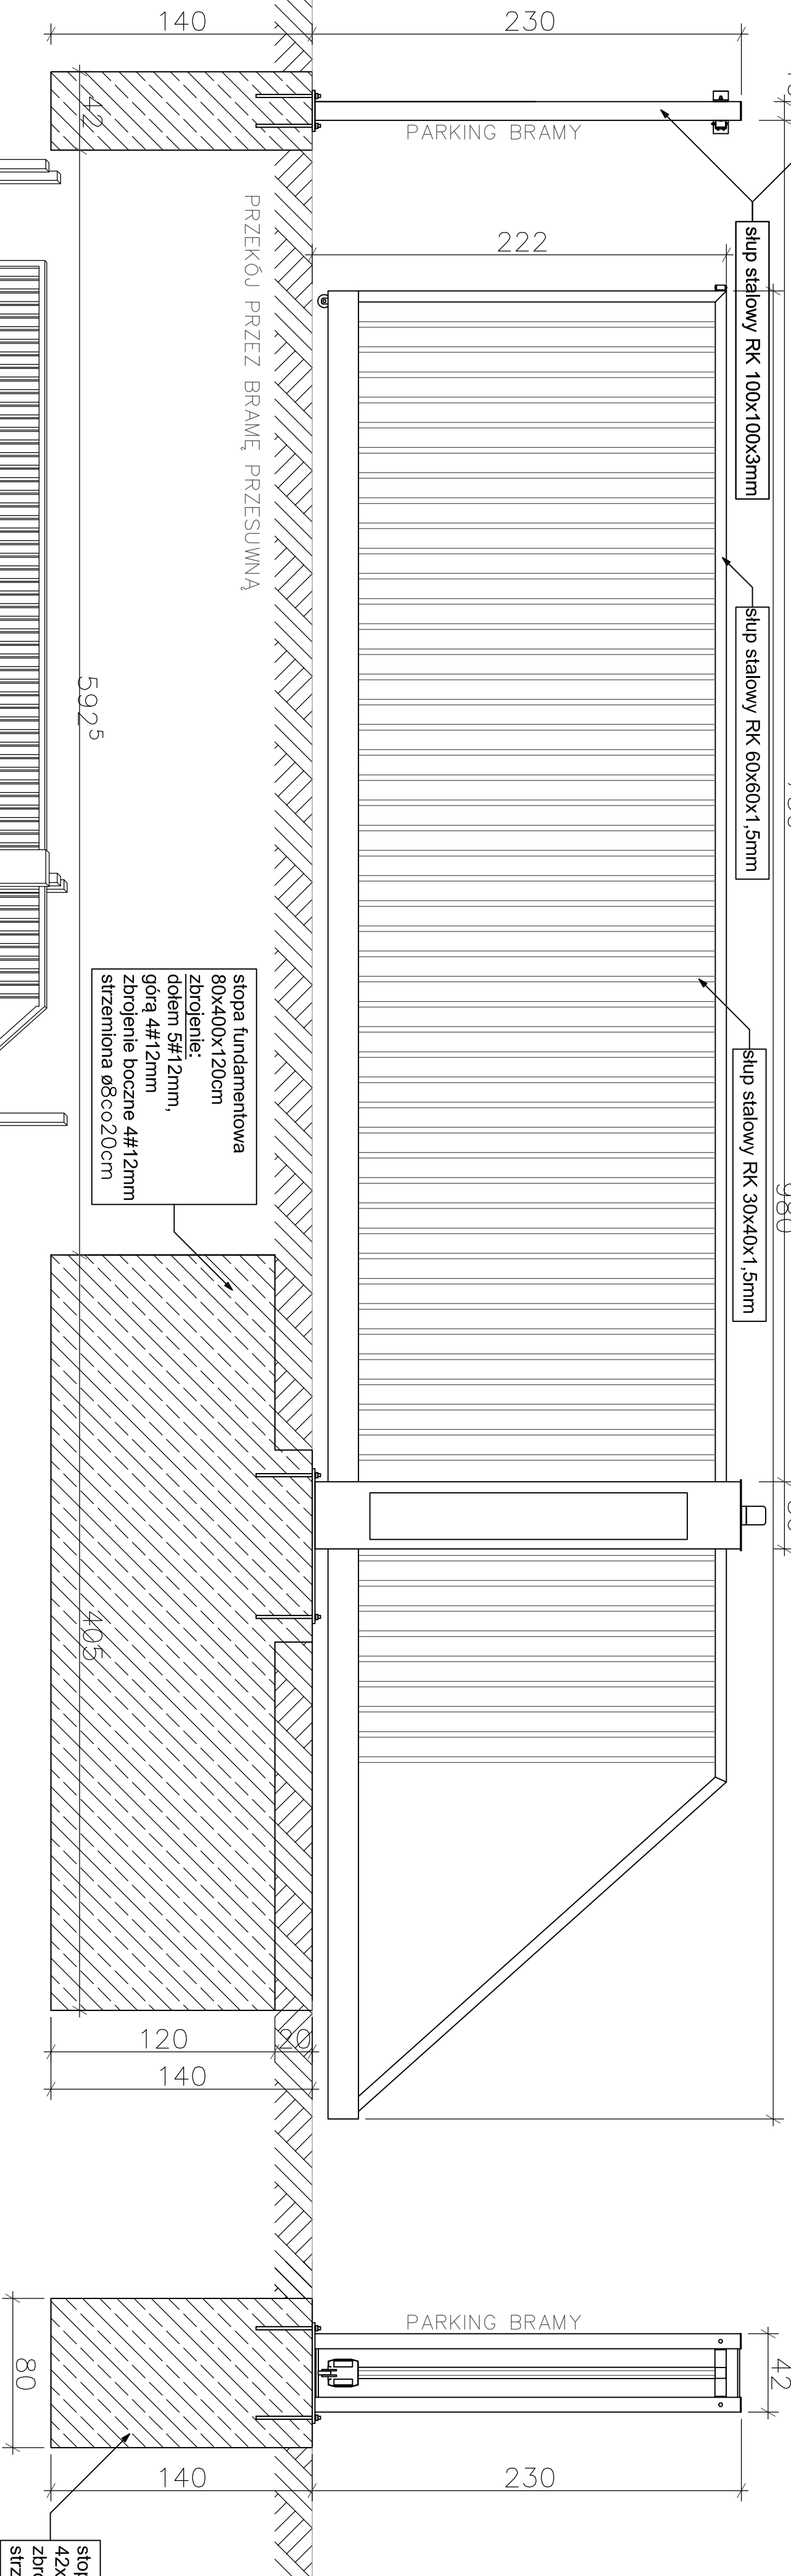 140
230
42
PARKING BRAMY
222
PRZEKÓJ PRZEZ BRAMĘ PRZESUWNĄ
słup stalowy RK 100x100x3mm
słup stalowy RK 60x60x1,5mm
słup stalowy RK 30x40x1,5mm
980
592⁵
stopa fundamentowa
80x400x120cm
zbrojenie:
dołem 5#12mm,
górą 4#12mm
zbrojenie boczne 4#12mm
strzemiona ø8co20cm
405
120
20
140
PARKING BRAMY
42
80
140
230